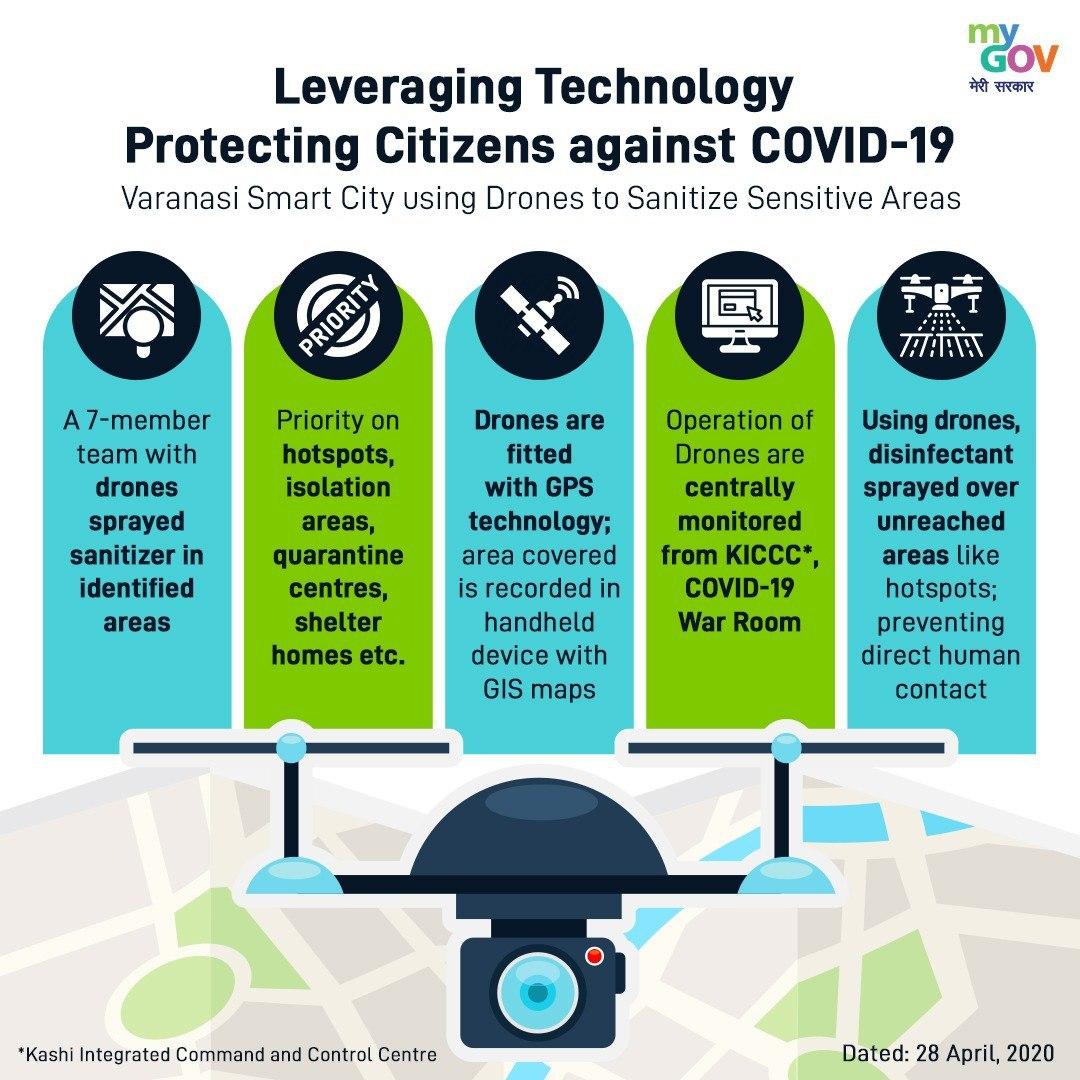 my
GOV
मेरी सरकार
Leveraging Technology
Protecting Citizens against COVID-19
Varanasi Smart City using Drones to Sanitize Sensitive Areas
A 7-member
team with
drones
sprayed
sanitizer in
identified
areas
PRIORITY
Priority on
hotspots,
isolation
areas,
quarantine
centres,
shelter
homes etc.
Drones are
fitted
with GPS
technology;
area covered
is recorded in
handheld
device with
GIS maps
Operation of
Drones are
centrally
monitored
from KICCC*,
COVID-19
War Room
Using drones,
disinfectant
sprayed over
unreached
areas like
hotspots;
preventing
direct human
contact
*Kashi Integrated Command and Control Centre
Dated: 28 April, 2020